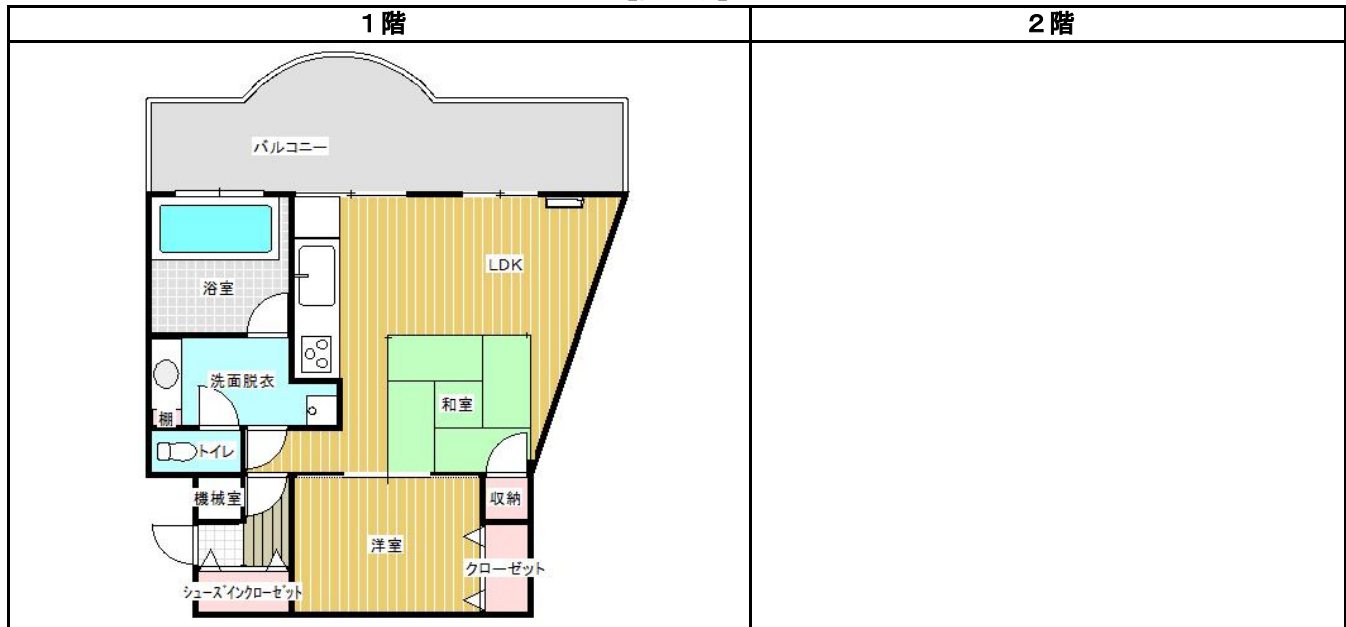 1階
2階
バルコニー
LDK
浴室
洗面脱衣
和室
棚
トイレ
機械室
収納
洋室
クローゼット
シューズインクローゼット